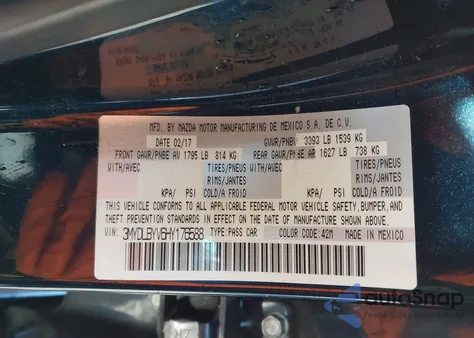 MFD. BY MAZDA MOTOR MANUFACTURING DE MEXICO S.A. DE C.V.
DATE 02/17 GVWR/PNBV 3393 LB 1539 KG
FRONT GAWR/PNBE AV 1795 LB 814 KG REAR GAWR/PNBE AR 1627 LB 738 KG
WITH/AVEC TIRES/PNEUS WITH/AVEC TIRES/PNEUS
RIMS/JANTES RIMS/JANTES
KPA/ PSI COLD/A FROID KPA/ PSI COLD/A FROID
THIS VEHICLE CONFORMS TO ALL APPLICABLE FEDERAL MOTOR VEHICLE SAFETY, BUMPER, AND
THEFT PREVENTION STANDARDS IN EFFECT ON THE DATE OF MANUFACTURE SHOWN ABOVE.
VIN: 3MYDLBYV6HY176588 TYPE:PASS CAR COLOR CODE: 42M MADE IN MEXICO
autoSnap